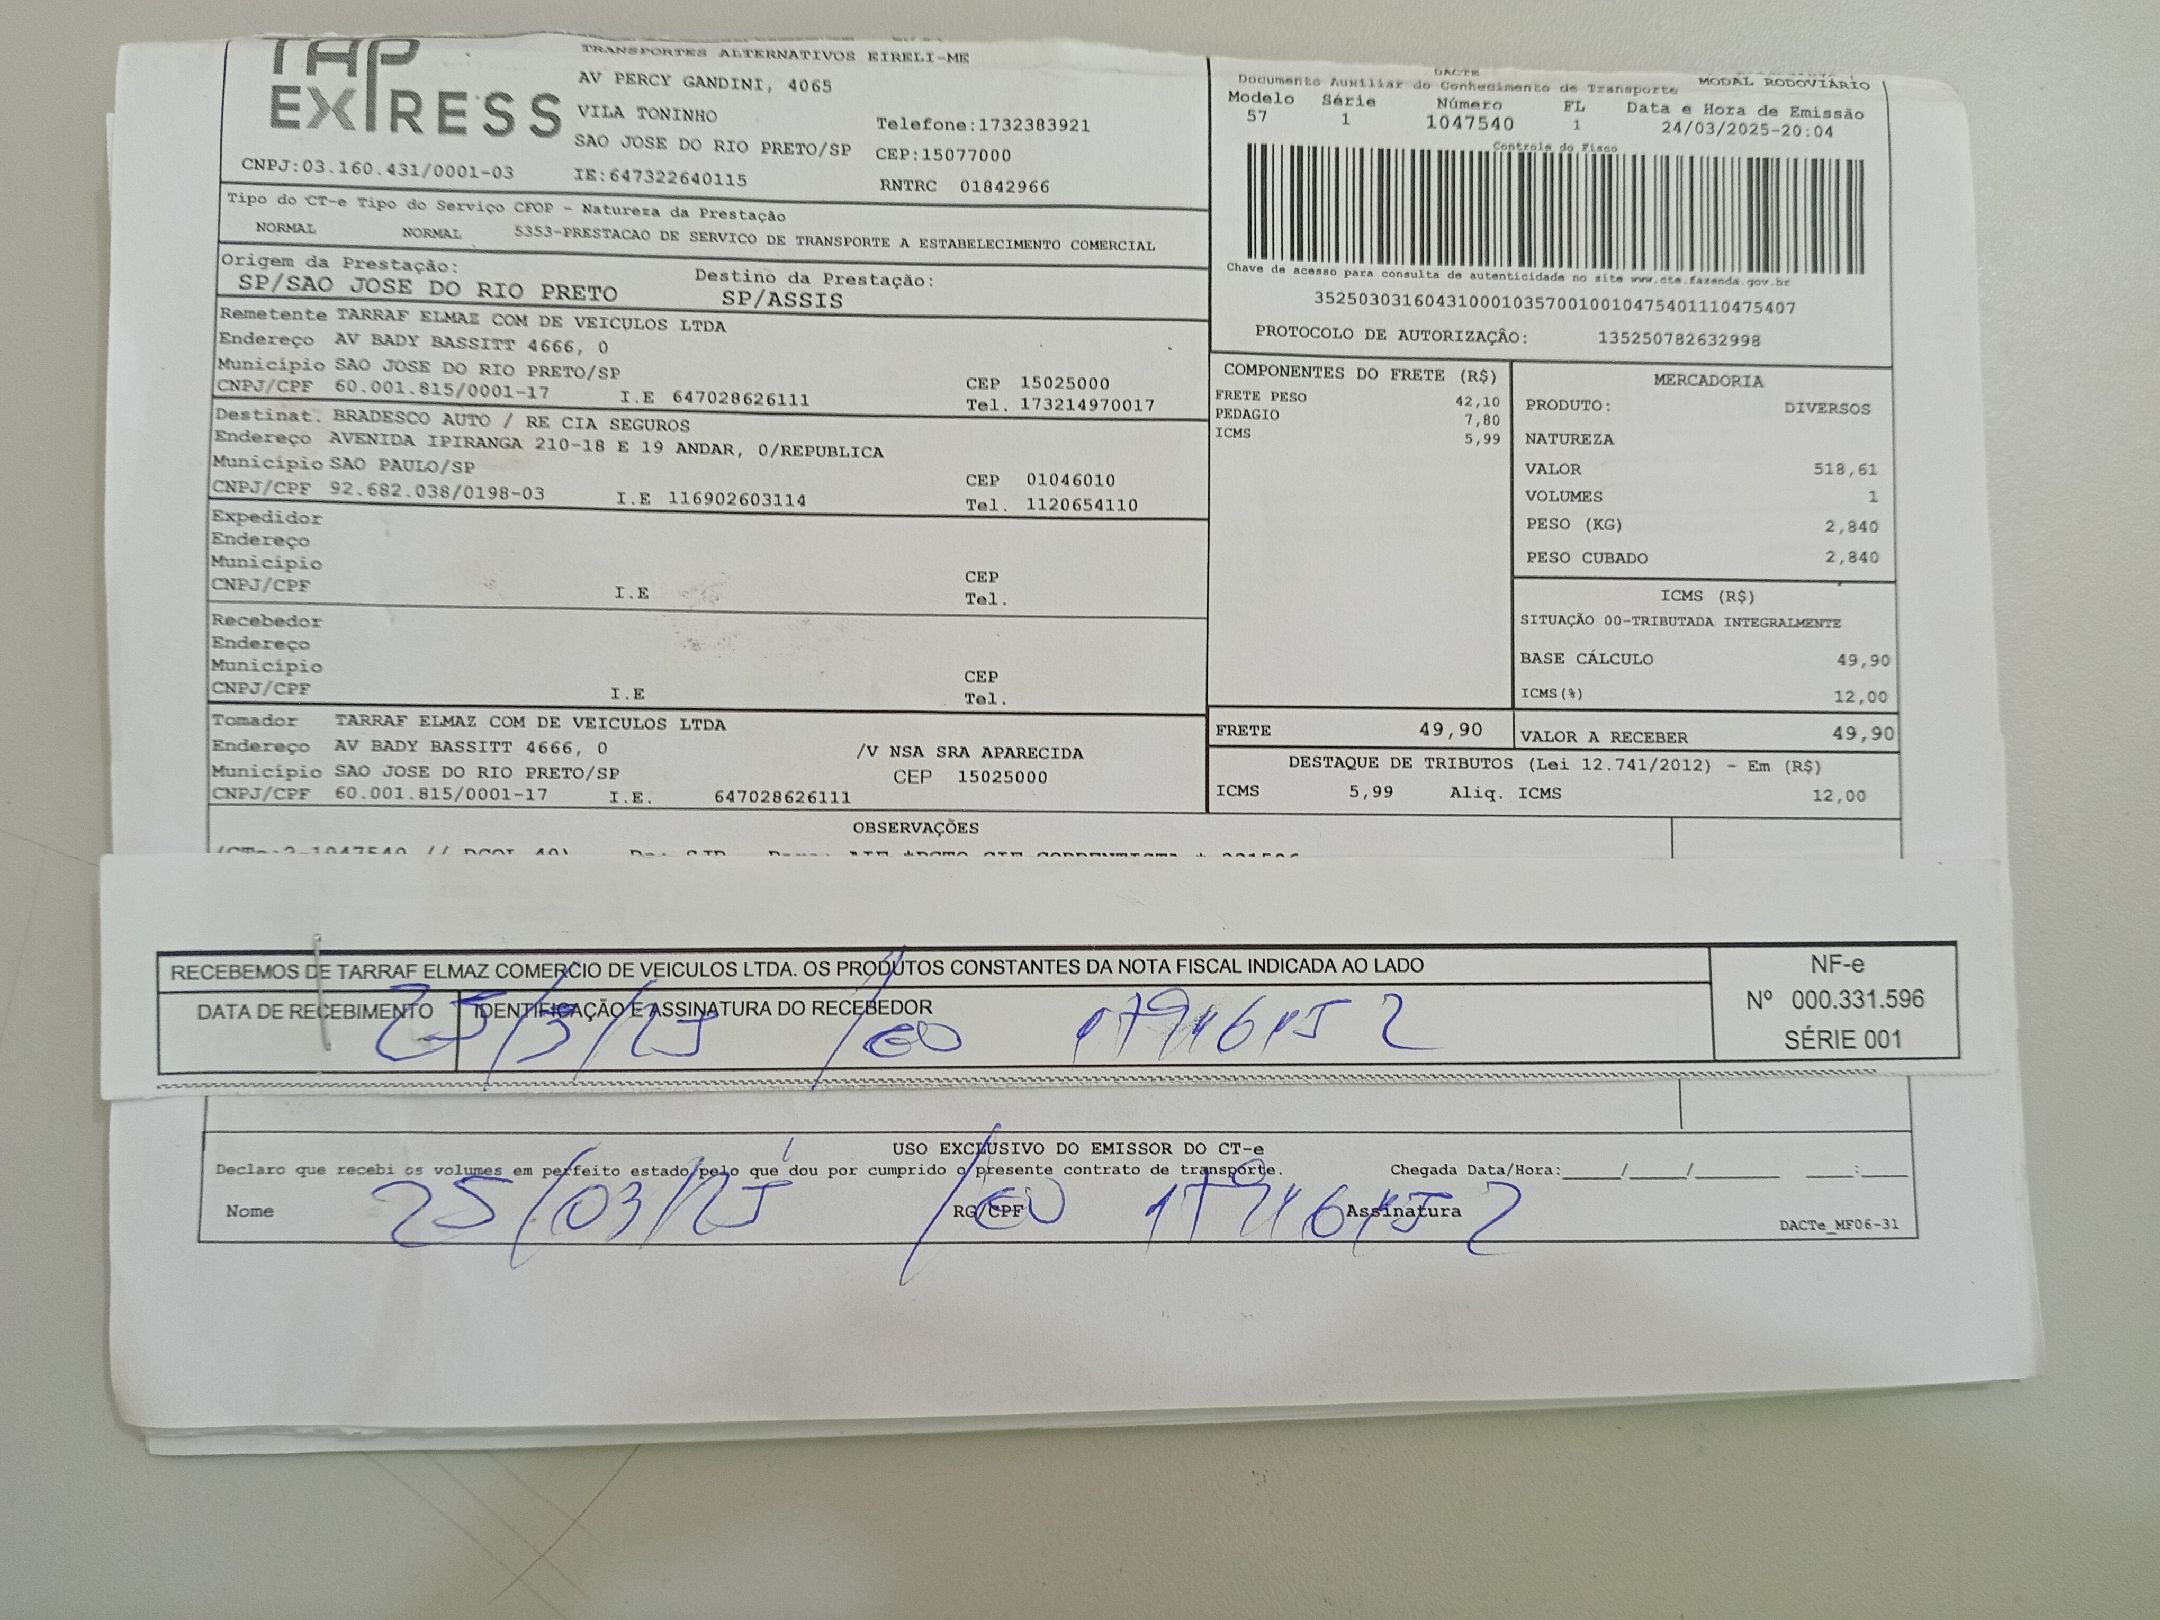 TAP
EXPRESS
TRANSPORTES ALTERNATIVOS EIRELI-ME
AV PERCY GANDINI, 4065
VILA TONINHO
Telefone:1732383921
SAO JOSE DO RIO PRETO/SP CEP:15077000
CNPJ:03.160.431/0001-03 IE:647322640115 RNTRC 01842966
DACTE
Documento Auxiliar do Conhecimento de Transporte MODAL RODOVIÁRIO
Modelo Série Número FL Data e Hora de Emissão
57 1 1047540 1 24/03/2025-20:04
Controle do Fisco
Chave de acesso para consulta de autenticidade no site www.cte.fazenda.gov.br
35250303160431000103570010010475401110475407
PROTOCOLO DE AUTORIZAÇÃO: 135250782632998
Tipo do CT-e Tipo do Serviço CFOP - Natureza da Prestação
NORMAL NORMAL 5353-PRESTACAO DE SERVICO DE TRANSPORTE A ESTABELECIMENTO COMERCIAL
Origem da Prestação: Destino da Prestação:
SP/SAO JOSE DO RIO PRETO SP/ASSIS
Remetente TARRAF ELMAZ COM DE VEICULOS LTDA
Endereço AV BADY BASSITT 4666, 0
Município SAO JOSE DO RIO PRETO/SP CEP 15025000
CNPJ/CPF 60.001.815/0001-17 I.E 647028626111 Tel. 173214970017
Destinat. BRADESCO AUTO / RE CIA SEGUROS
Endereço AVENIDA IPIRANGA 210-18 E 19 ANDAR, 0/REPUBLICA
Município SAO PAULO/SP CEP 01046010
CNPJ/CPF 92.682.038/0198-03 I.E 116902603114 Tel. 1120654110
Expedidor
Endereço
Município CEP
CNPJ/CPF I.E Tel.
Recebedor
Endereço
Município CEP
CNPJ/CPF I.E Tel.
Tomador TARRAF ELMAZ COM DE VEICULOS LTDA
Endereço AV BADY BASSITT 4666, 0 /V NSA SRA APARECIDA
Município SAO JOSE DO RIO PRETO/SP CEP 15025000
CNPJ/CPF 60.001.815/0001-17 I.E. 647028626111
COMPONENTES DO FRETE (R$)
FRETE PESO 42,10
PEDAGIO 7,80
ICMS 5,99
MERCADORIA
PRODUTO: DIVERSOS
NATUREZA
VALOR 518,61
VOLUMES 1
PESO (KG) 2,840
PESO CUBADO 2,840
ICMS (R$)
SITUAÇÃO 00-TRIBUTADA INTEGRALMENTE
BASE CÁLCULO 49,90
ICMS(%) 12,00
FRETE 49,90 VALOR A RECEBER 49,90
DESTAQUE DE TRIBUTOS (Lei 12.741/2012) - Em (R$)
ICMS 5,99 Aliq. ICMS 12,00
OBSERVAÇÕES
RECEBEMOS DE TARRAF ELMAZ COMERCIO DE VEICULOS LTDA. OS PRODUTOS CONSTANTES DA NOTA FISCAL INDICADA AO LADO
DATA DE RECEBIMENTO IDENTIFICAÇÃO E ASSINATURA DO RECEBEDOR
25/3/25
NF-e
Nº 000.331.596
SÉRIE 001
USO EXCLUSIVO DO EMISSOR DO CT-e
Declaro que recebi os volumes em perfeito estado pelo que dou por cumprido o presente contrato de transporte. Chegada Data/Hora:____/____/______ ___:___
25/03/25
Nome RG/CPF Assinatura
DACTe_MF06-31